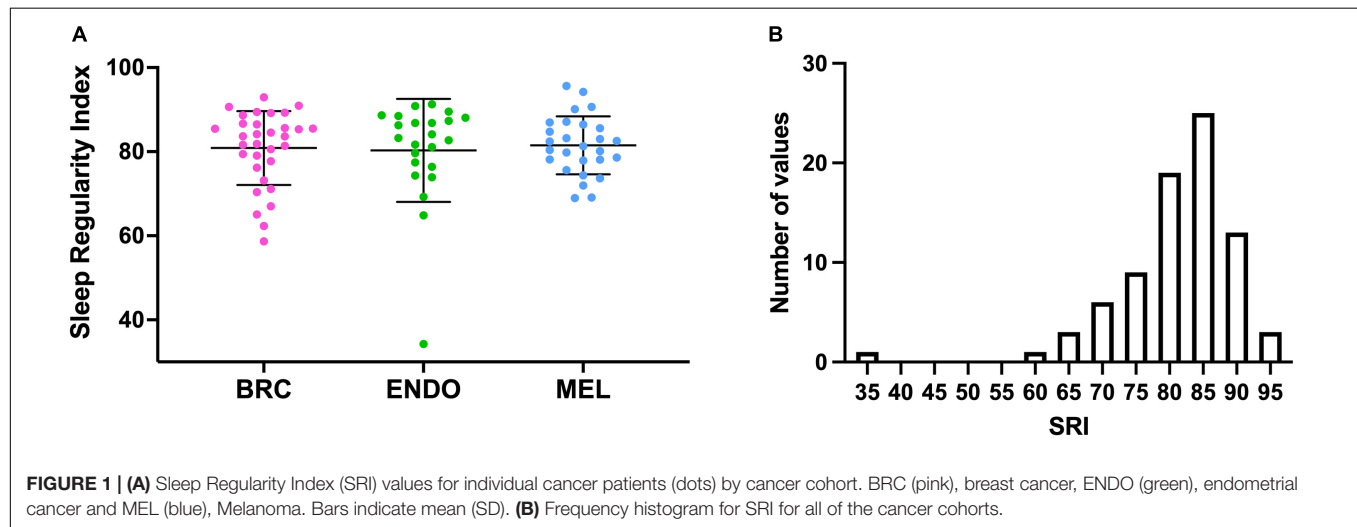 A
Sleep Regularity Index
100
80
60
40
BRC ENDO MEL
B
Number of values
30
20
10
0
35 40 45 50 55 60 65 70 75 80 85 90 95
SRI
FIGURE 1 | (A) Sleep Regularity Index (SRI) values for individual cancer patients (dots) by cancer cohort. BRC (pink), breast cancer, ENDO (green), endometrial
cancer and MEL (blue), Melanoma. Bars indicate mean (SD). (B) Frequency histogram for SRI for all of the cancer cohorts.